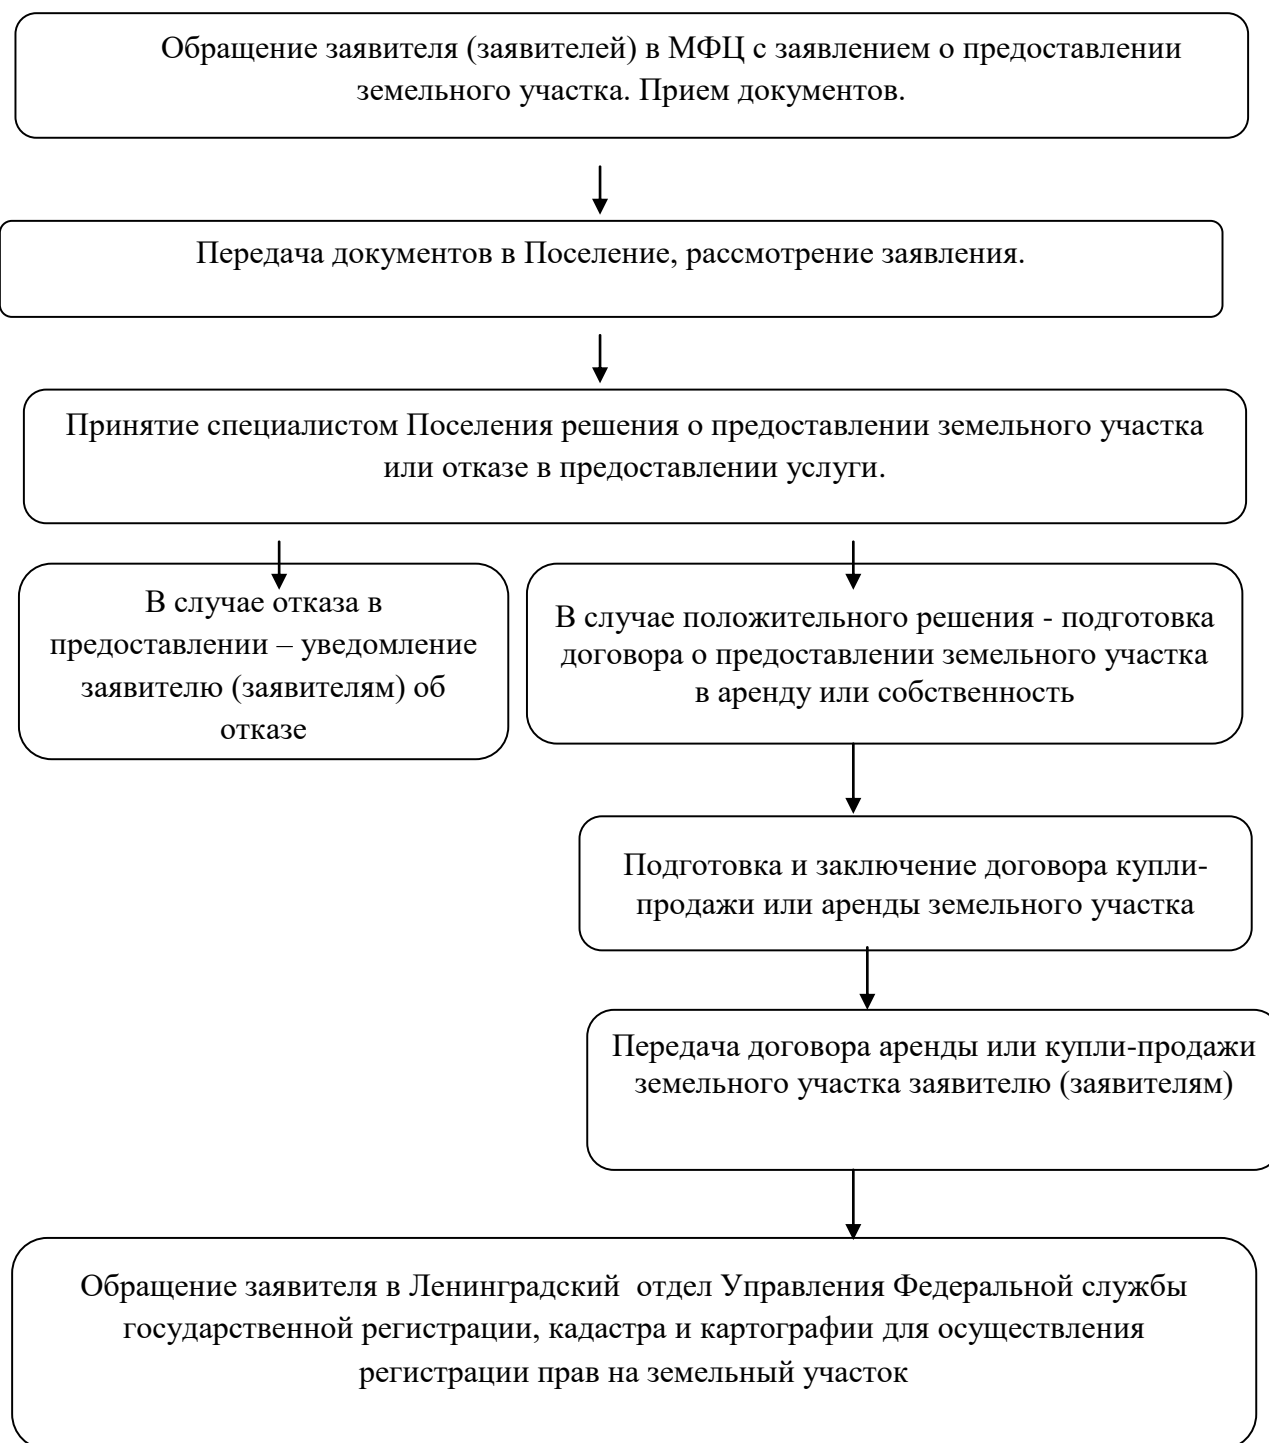 Обращение заявителя (заявителей) в МФЦ с заявлением о предоставлении
земельного участка. Прием документов.
Передача документов в Поселение, рассмотрение заявления.
Принятие специалистом Поселения решения о предоставлении земельного участка
или отказе в предоставлении услуги.
В случае отказа в
предоставлении – уведомление
заявителю (заявителям) об
отказе
В случае положительного решения - подготовка
договора о предоставлении земельного участка
в аренду или собственность
Подготовка и заключение договора купли-
продажи или аренды земельного участка
Передача договора аренды или купли-продажи
земельного участка заявителю (заявителям)
Обращение заявителя в Ленинградский  отдел Управления Федеральной службы
государственной регистрации, кадастра и картографии для осуществления
регистрации прав на земельный участок